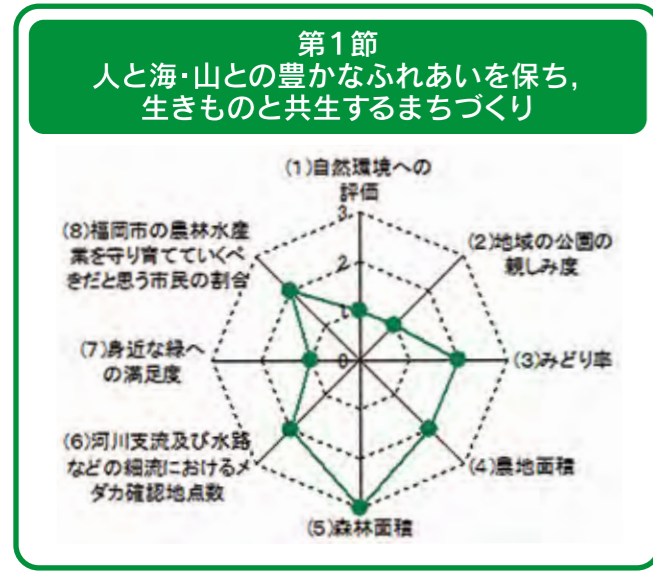 第1節
人と海・山との豊かなふれあいを保ち,
生きものと共生するまちづくり
(1)自然環境への
評価
3
(8)福岡市の農林水産
業を守り育てていくべ
きだと思う市民の割合
(2)地域の公園の
親しみ度
2
1
(7)身近な緑へ
の満足度
0
(3)みどり率
(6)河川支流及び水路
などの細流におけるメ
ダカ確認地点数
(4)農地面積
(5)森林面積